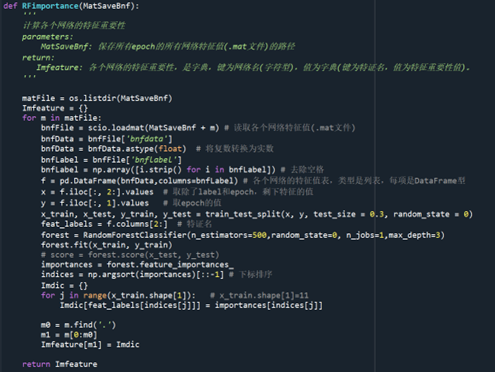 def RFimportance(MatSaveBnf):
    '''
    计算各个网络的特征重要性
    parameters:
        MatSaveBnf: 保存所有epoch的所有网络特征值(.mat文件)的路径
    return:
        Imfeature: 各个网络的特征重要性，是字典，键为网络名(字符型)，值为字典(键为特征名，值为特征重要性值).
    '''

    matFile = os.listdir(MatSaveBnf)
    Imfeature = {}
    for m in matFile:
        bnfFile = scio.loadmat(MatSaveBnf + m) # 读取各个网络特征值(.mat文件)
        bnfData = bnfFile['bnfdata']
        bnfData = bnfData.astype(float)  # 将复数转换为实数
        bnfLabel = bnfFile['bnflabel']
        bnfLabel = np.array([i.strip() for i in bnfLabel]) # 去除空格
        f = pd.DataFrame(bnfData,columns=bnfLabel) # 各个网络的特征值表，类型是列表，每项是DataFrame型
        x = f.iloc[:, 2:].values  # 取除了label和epoch，剩下特征的值
        y = f.iloc[:, 1].values   # 取epoch的值
        x_train, x_test, y_train, y_test = train_test_split(x, y, test_size = 0.3, random_state = 0)
        feat_labels = f.columns[2:]  # 特证名
        forest = RandomForestClassifier(n_estimators=500,random_state=0, n_jobs=1,max_depth=3)
        forest.fit(x_train, y_train)
        # score = forest.score(x_test, y_test)
        importances = forest.feature_importances_
        indices = np.argsort(importances)[::-1] # 下标排序
        Imdic = {}
        for j in range(x_train.shape[1]):   # x_train.shape[1]=11
            Imdic[feat_labels[indices[j]]] = importances[indices[j]]

        m0 = m.find('.')
        m1 = m[0:m0]
        Imfeature[m1] = Imdic

    return Imfeature